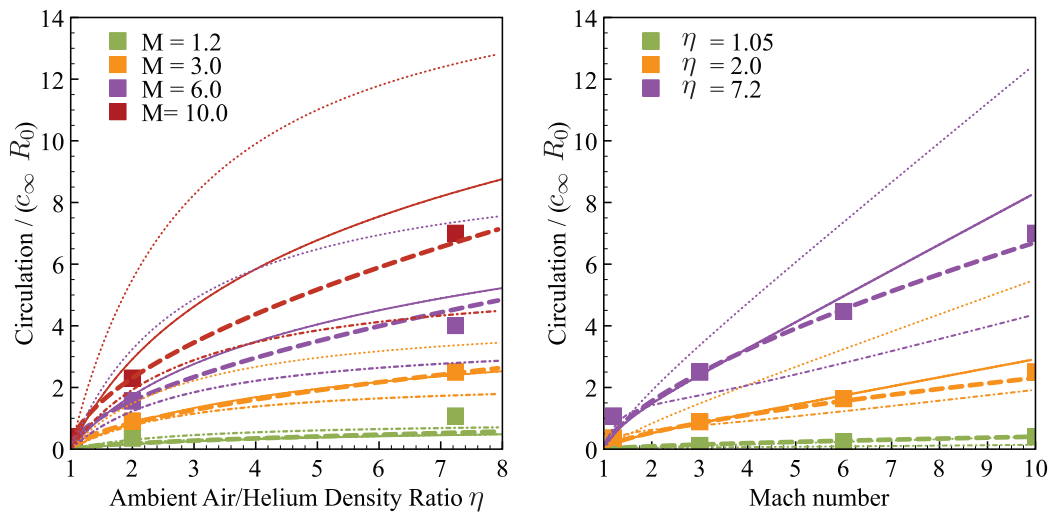 14
12
10
8
6
4
2
0
Circulation / (c∞ R0)
M = 1.2
M = 3.0
M = 6.0
M= 10.0
1 2 3 4 5 6 7 8
Ambient Air/Helium Density Ratio η
14
12
10
8
6
4
2
0
Circulation / (c∞ R0)
η = 1.05
η = 2.0
η = 7.2
1 2 3 4 5 6 7 8 9 10
Mach number